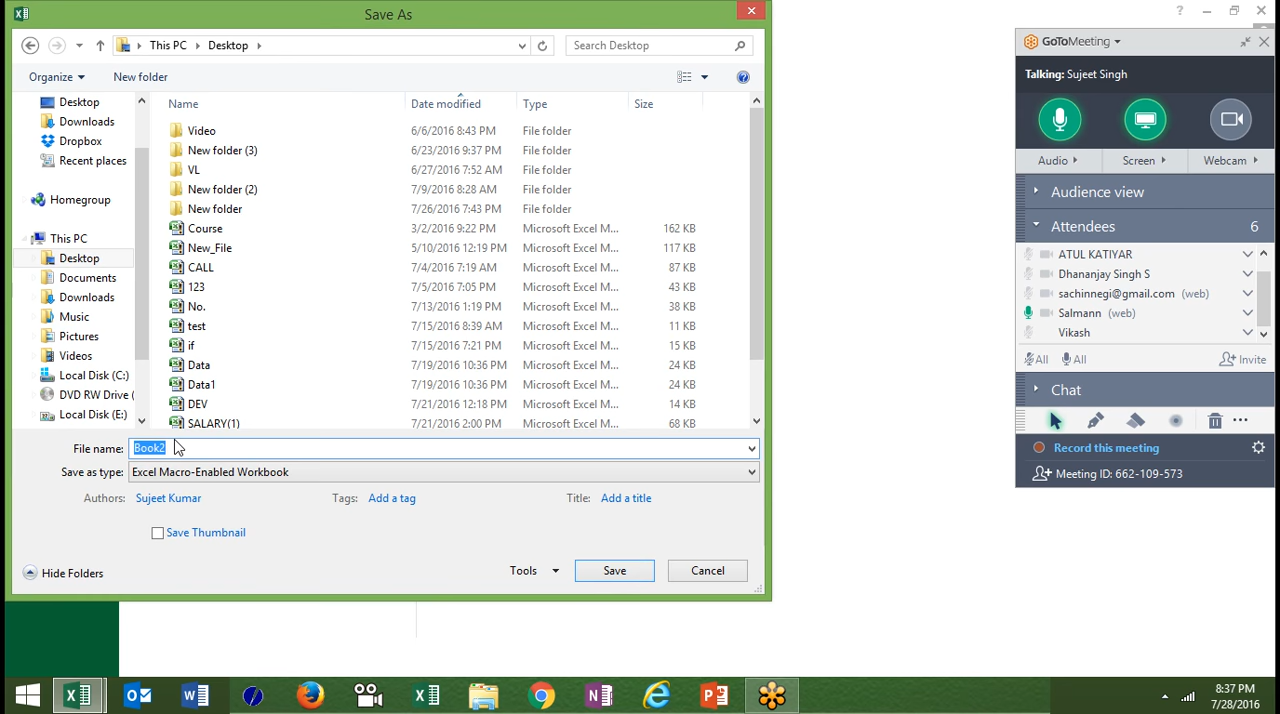 Save As
This PC Desktop
Search Desktop
Organize New folder
Name Date modified Type Size
Desktop
Downloads
Dropbox
Recent places
Homegroup
This PC
Desktop
Documents
Downloads
Music
Pictures
Videos
Local Disk (C:)
DVD RW Drive (
Local Disk (E:)
Video 6/6/2016 8:43 PM File folder
New folder (3) 6/23/2016 9:37 PM File folder
VL 6/27/2016 7:52 AM File folder
New folder (2) 7/9/2016 8:28 AM File folder
New folder 7/26/2016 7:43 PM File folder
Course 3/2/2016 9:22 PM Microsoft Excel M... 162 KB
New_File 5/10/2016 12:19 PM Microsoft Excel M... 117 KB
CALL 7/4/2016 7:19 AM Microsoft Excel M... 87 KB
123 7/5/2016 7:05 PM Microsoft Excel M... 43 KB
No. 7/13/2016 1:19 PM Microsoft Excel M... 38 KB
test 7/15/2016 8:39 AM Microsoft Excel M... 11 KB
if 7/15/2016 7:21 PM Microsoft Excel M... 15 KB
Data 7/19/2016 10:36 PM Microsoft Excel M... 24 KB
Data1 7/19/2016 10:36 PM Microsoft Excel M... 24 KB
DEV 7/21/2016 12:18 PM Microsoft Excel M... 14 KB
SALARY(1) 7/21/2016 2:00 PM Microsoft Excel M... 68 KB
File name: Book2
Save as type: Excel Macro-Enabled Workbook
Authors: Sujeet Kumar Tags: Add a tag Title: Add a title
Save Thumbnail
Hide Folders Tools Save Cancel
GoToMeeting
Talking: Sujeet Singh
Audio Screen Webcam
Audience view
Attendees 6
ATUL KATIYAR
Dhananjay Singh S
sachinnegi@gmail.com (web)
Salmann (web)
Vikash
All All Invite
Chat
Record this meeting
Meeting ID: 662-109-573
8:37 PM
7/28/2016